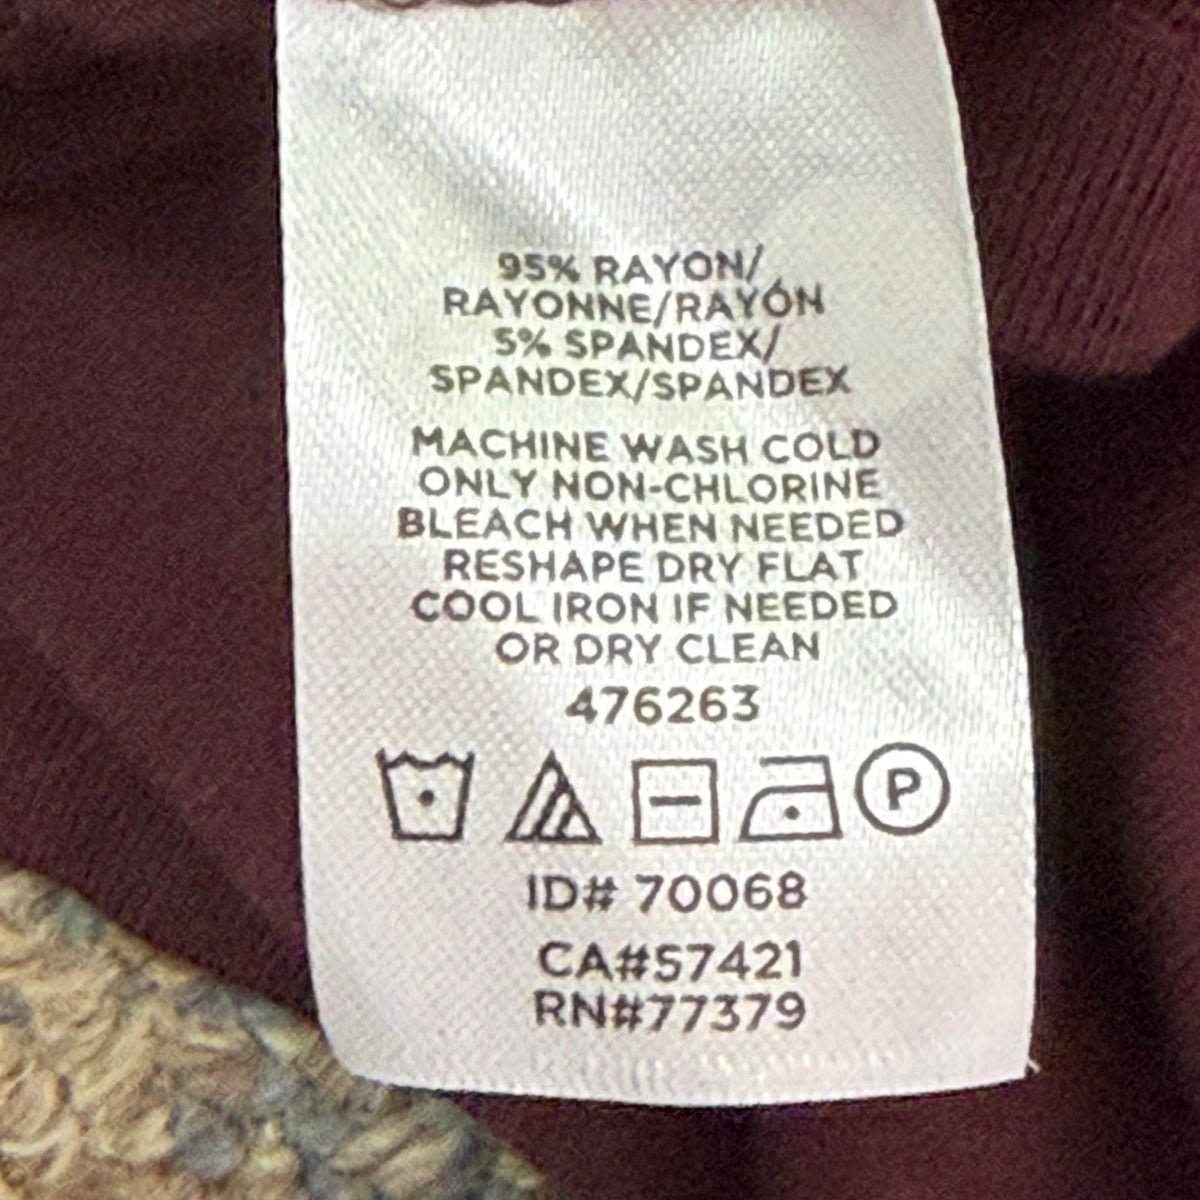 95% RAYON/
RAYONNE/RAYÓN
5% SPANDEX/
SPANDEX/SPANDEX
MACHINE WASH COLD
ONLY NON-CHLORINE
BLEACH WHEN NEEDED
RESHAPE DRY FLAT
COOL IRON IF NEEDED
OR DRY CLEAN
476263
P
ID# 70068
CA#57421
RN#77379